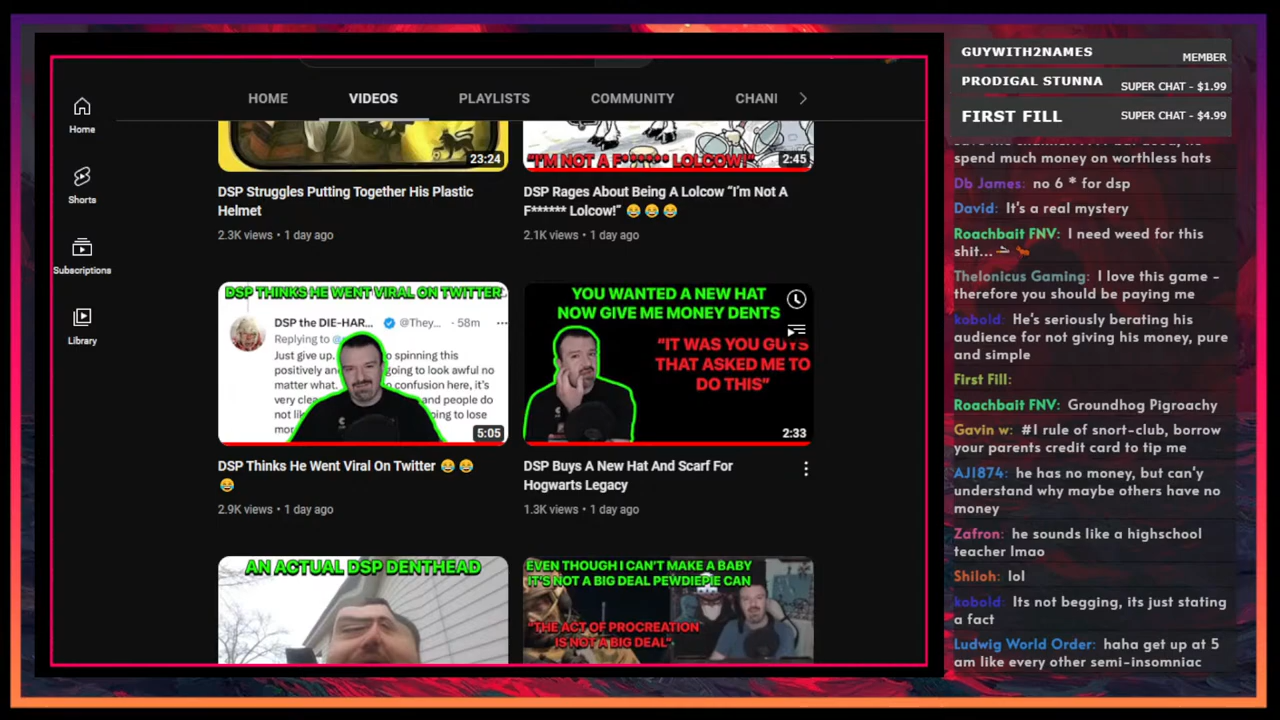 HOME
VIDEOS
PLAYLISTS
COMMUNITY
CHANI
Home
Shorts
Subscriptions
Library
23:24
DSP Struggles Putting Together His Plastic
Helmet
2.3K views • 1 day ago
"I'M NOT A F****** LOLCOW!"
2:45
DSP Rages About Being A Lolcow "I'm Not A
F****** Lolcow!" 😂 😂 😂
2.1K views • 1 day ago
DSP THINKS HE WENT VIRAL ON TWITTER
DSP the DIE-HAR... @They... · 58m ...
Replying to
Just give up. spinning this
positively an going to look awful no
matter what. confusion here, it's
very clea and people do
not lik ing to lose
mor
5:05
DSP Thinks He Went Viral On Twitter 😂 😂
😂
2.9K views • 1 day ago
YOU WANTED A NEW HAT
NOW GIVE ME MONEY DENTS
"IT WAS YOU GUYS
THAT ASKED ME TO
DO THIS"
2:33
DSP Buys A New Hat And Scarf For
Hogwarts Legacy
1.3K views • 1 day ago
AN ACTUAL DSP DENTHEAD
EVEN THOUGH I CAN'T MAKE A BABY
IT'S NOT A BIG DEAL PEWDIEPIE CAN
"THE ACT OF PROCREATION
IS NOT A BIG DEAL"
GUYWITH2NAMES MEMBER
PRODIGAL STUNNA SUPER CHAT - $1.99
FIRST FILL SUPER CHAT - $4.99
spend much money on worthless hats
Db James: no 6 * for dsp
David: It's a real mystery
Roachbait FNV: I need weed for this
shit...
Thelonicus Gaming: I love this game -
therefore you should be paying me
kobold: He's seriously berating his
audience for not giving his money, pure
and simple
First Fill:
Roachbait FNV: Groundhog Pigroachy
Gavin w: #1 rule of snort-club, borrow
your parents credit card to tip me
AJ1874: he has no money, but can'y
understand why maybe others have no
money
Zafron: he sounds like a highschool
teacher lmao
Shiloh: lol
kobold: Its not begging, its just stating
a fact
Ludwig World Order: haha get up at 5
am like every other semi-insomniac